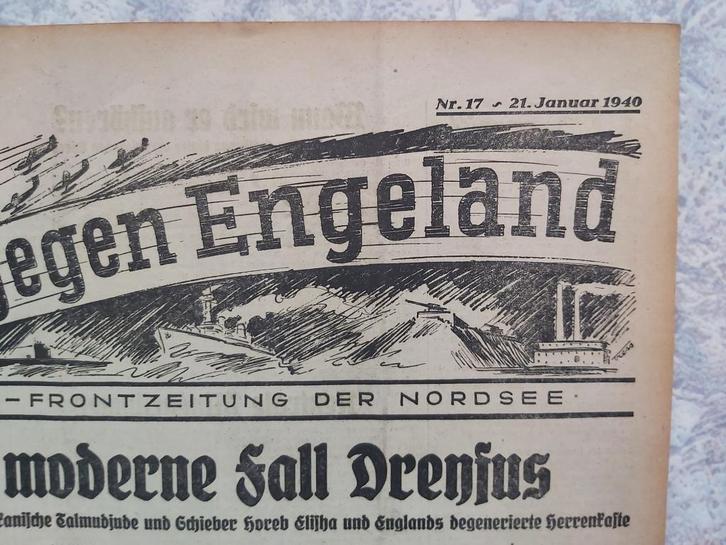 Nr. 17 ~ 21. Januar 1940
gegen Engeland
-FRONTZEITUNG DER NORDSEE·
moderne Fall Dreyfus
kanische Talmudjude und Schieber Horeb Elisha und Englands degenerierte Herrenkaste